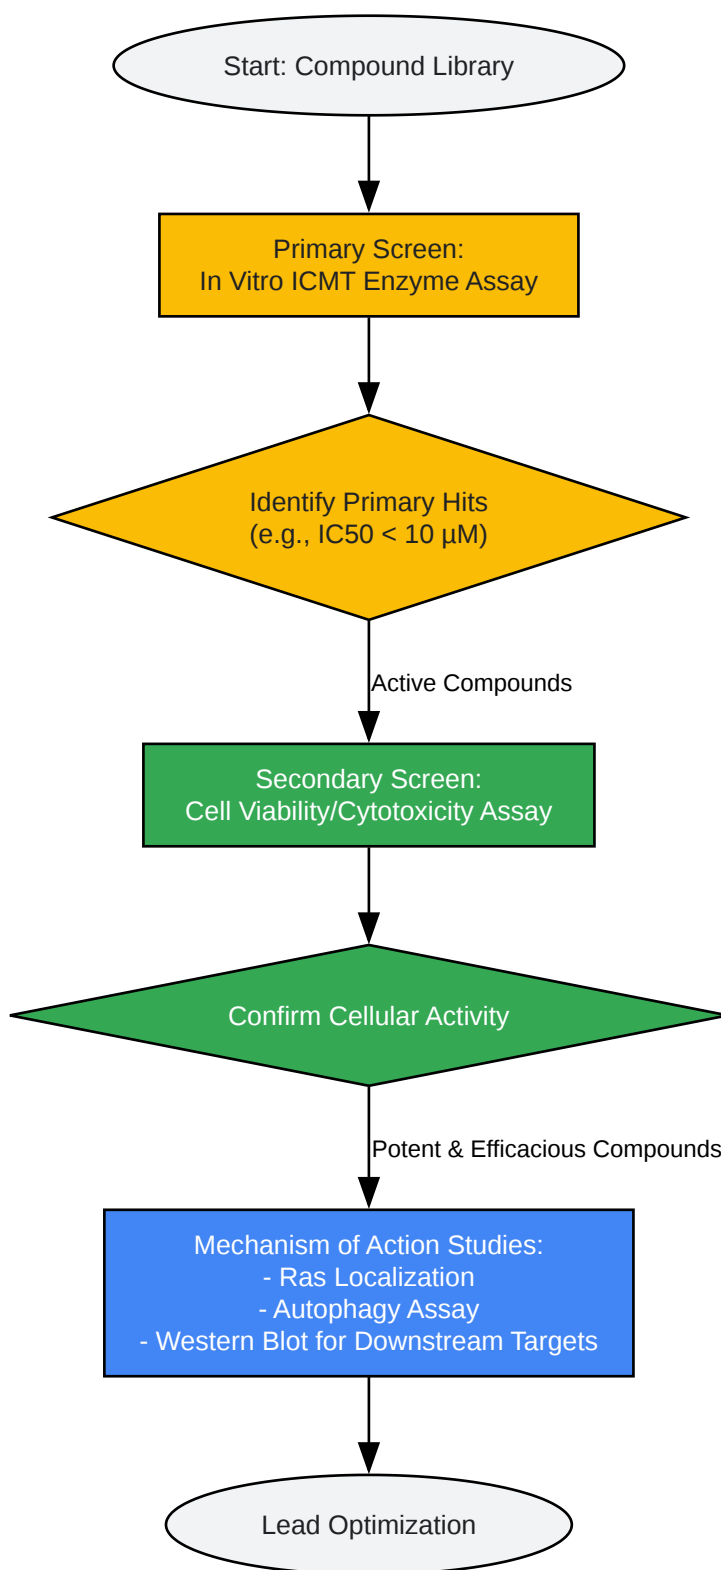 Start: Compound Library
Primary Screen:
In Vitro ICMT Enzyme Assay
Identify Primary Hits
(e.g., IC50 < 10 µM)
Active Compounds
Secondary Screen:
Cell Viability/Cytotoxicity Assay
Confirm Cellular Activity
Potent & Efficacious Compounds
Mechanism of Action Studies:
- Ras Localization
- Autophagy Assay
- Western Blot for Downstream Targets
Lead Optimization